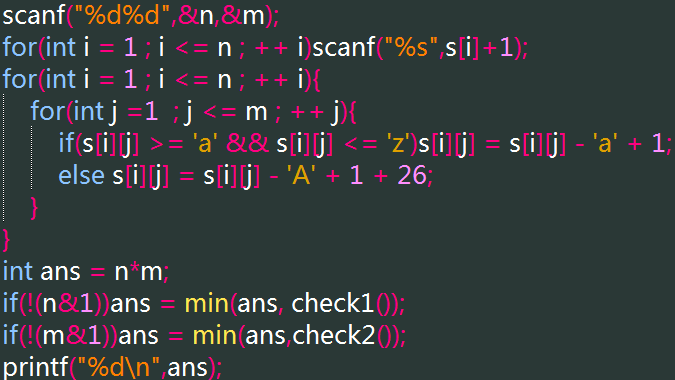 scanf("%d%d",&n,&m);
for(int i = 1 ; i <= n ; ++ i)scanf("%s",s[i]+1);
for(int i = 1 ; i <= n ; ++ i){
for(int j =1 ; j <= m ; ++ j){
if(s[i][j] >= 'a' && s[i][j] <= 'z')s[i][j] = s[i][j] - 'a' + 1;
else s[i][j] = s[i][j] - 'A' + 1 + 26;
}
}
int ans = n*m;
if(!(n&1))ans = min(ans, check1());
if(!(m&1))ans = min(ans,check2());
printf("%d\n",ans);